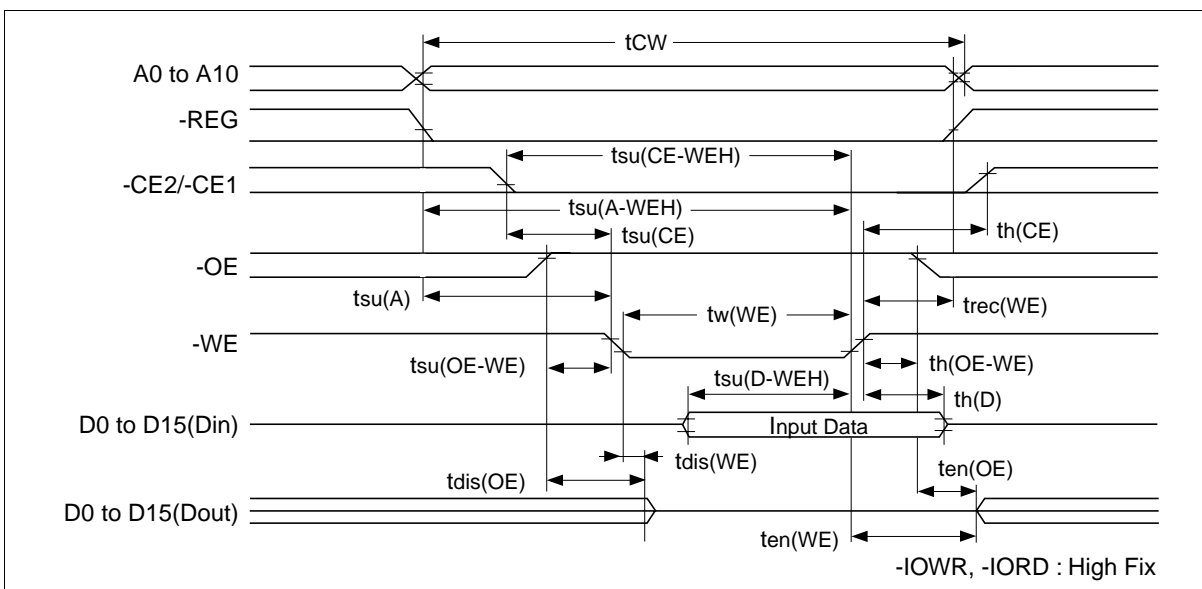 tCW
A0 to A10
-REG
tsu(CE-WEH)
-CE2/-CE1
tsu(A-WEH)
tsu(CE)
th(CE)
-OE
tsu(A)
trec(WE)
tw(WE)
-WE
tsu(OE-WE)
th(OE-WE)
tsu(D-WEH)
th(D)
D0 to D15(Din)
Input Data
tdis(WE)
ten(OE)
tdis(OE)
D0 to D15(Dout)
ten(WE)
-IOWR, -IORD : High Fix